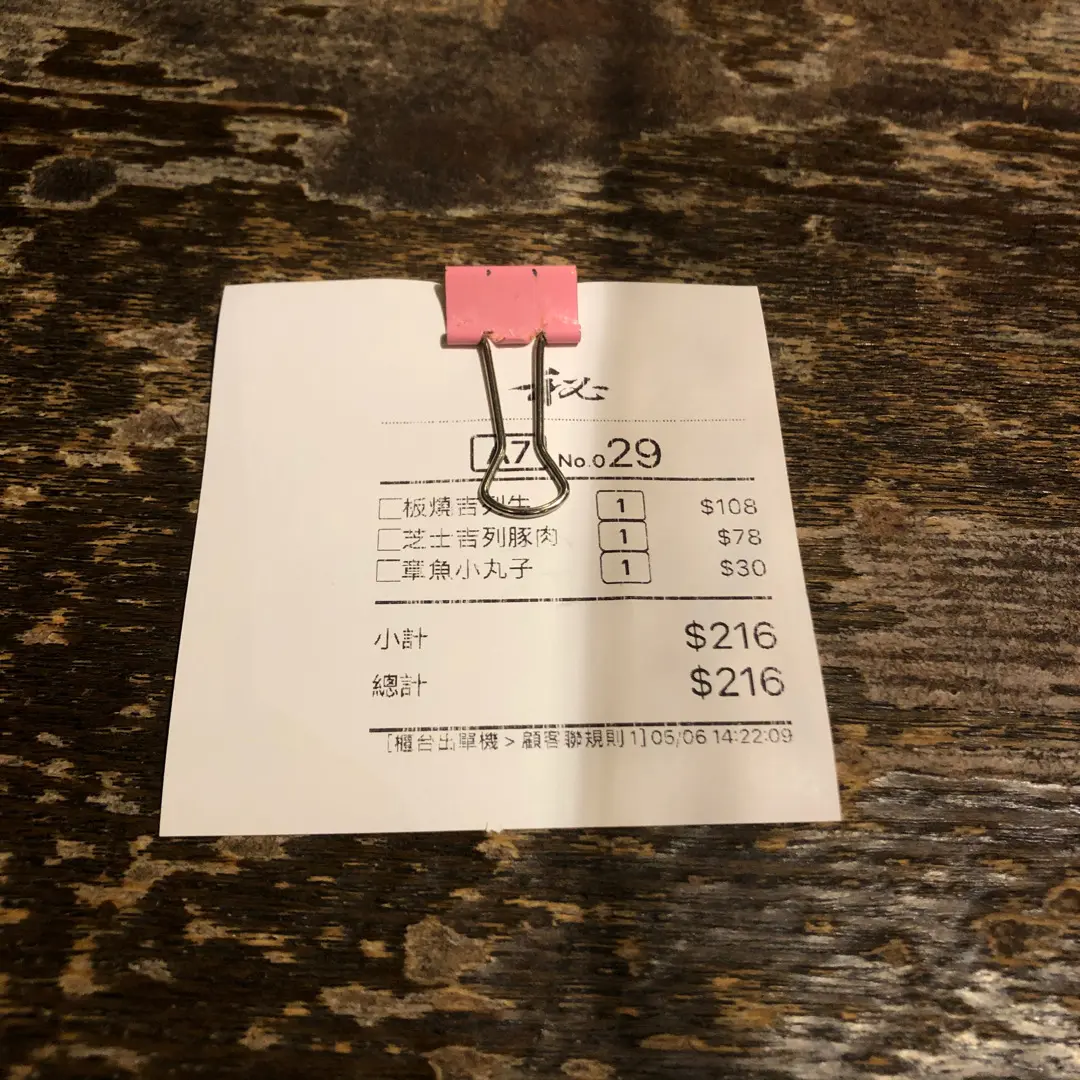 秘
A7 No.029
板燒吉列牛 1 $108
芝士吉列豚肉 1 $78
章魚小丸子 1 $30
小計 $216
總計 $216
[櫃台出單機 > 顧客聯規則 1] 05/06 14:22:09